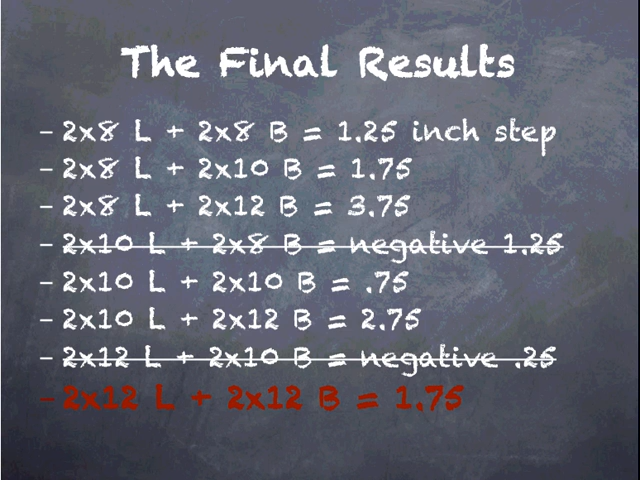 The Final Results
- 2x8 L + 2x8 B = 1.25 inch step
- 2x8 L + 2x10 B = 1.75
- 2x8 L + 2x12 B = 3.75
- 2x10 L + 2x8 B = negative 1.25
- 2x10 L + 2x10 B = .75
- 2x10 L + 2x12 B = 2.75
- 2x12 L + 2x10 B = negative .25
- 2x12 L + 2x12 B = 1.75